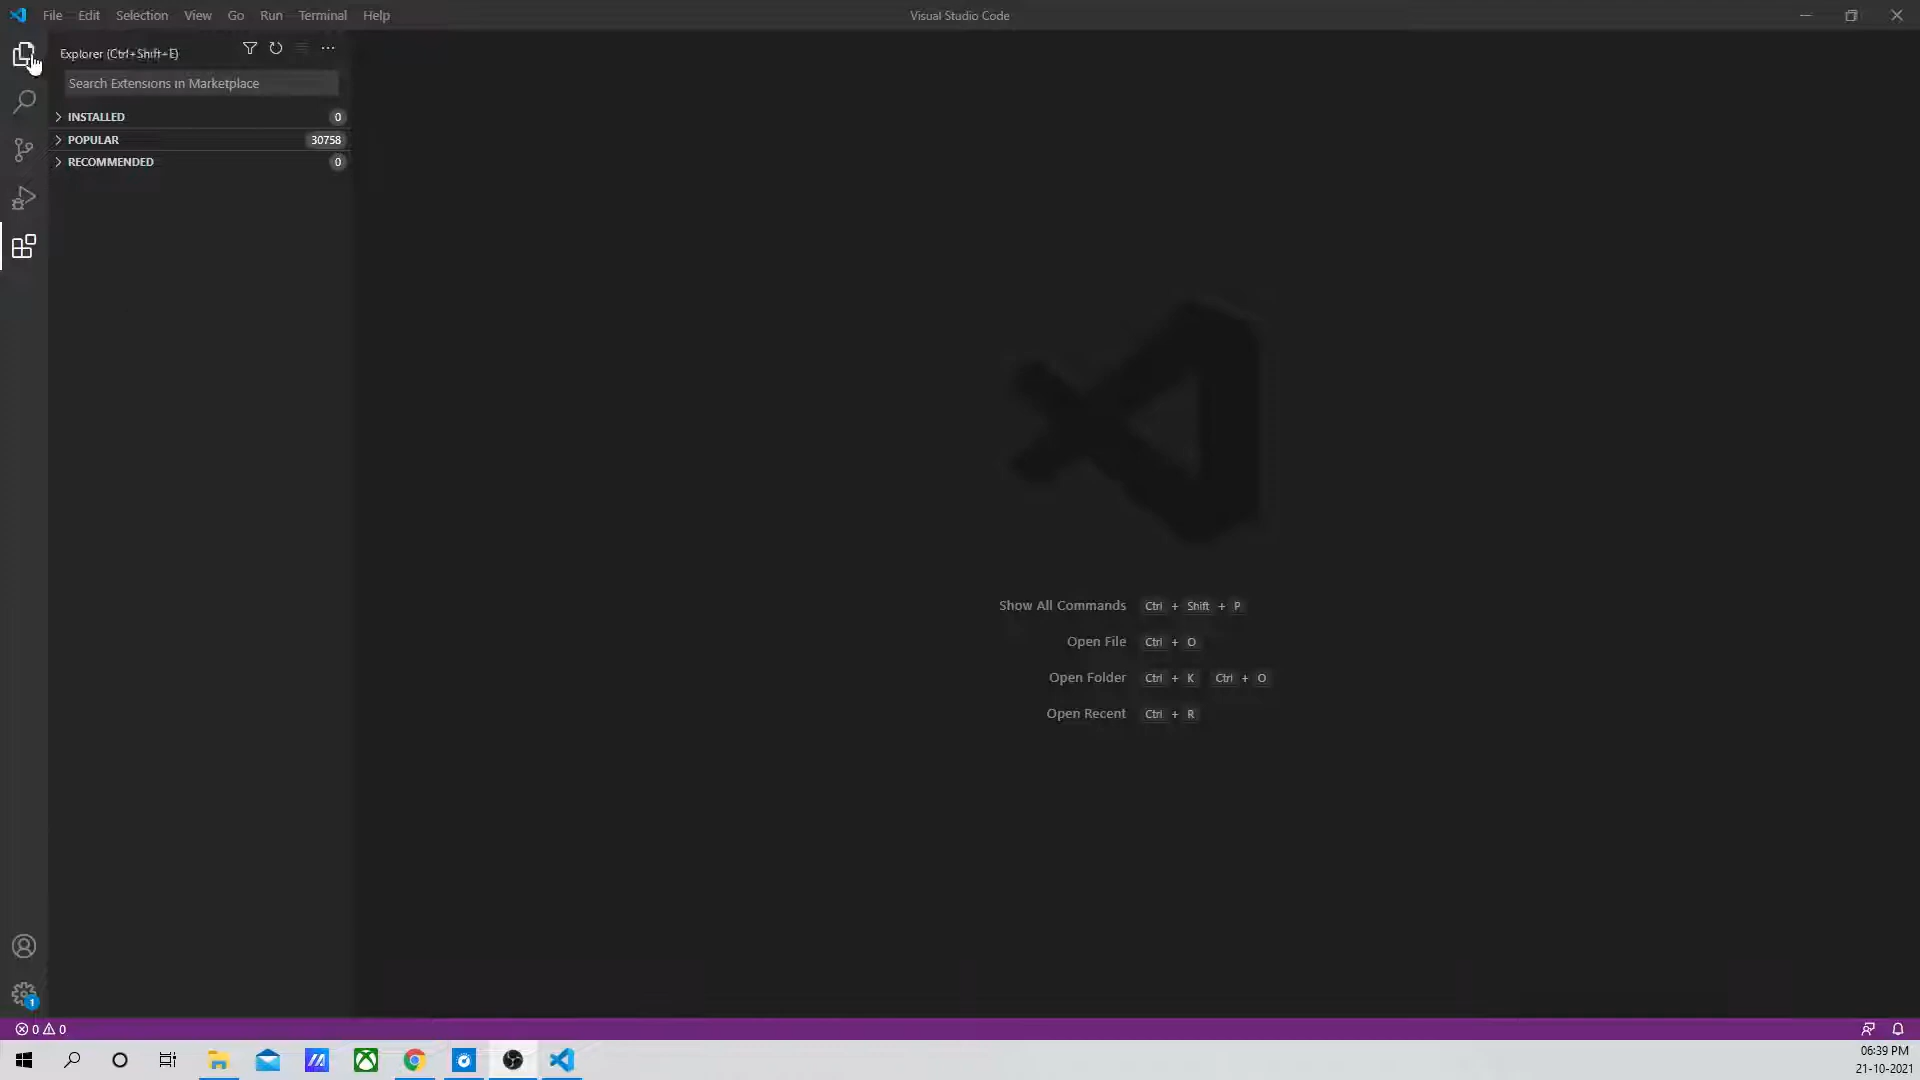 File Edit Selection View Go Run Terminal Help Visual Studio Code
Explorer (Ctrl+Shift+E)
Search Extensions in Marketplace
INSTALLED 0
POPULAR 30758
RECOMMENDED 0
Show All Commands Ctrl + Shift + P
Open File Ctrl + O
Open Folder Ctrl + K Ctrl + O
Open Recent Ctrl + R
1
0 0
06:39 PM
21-10-2021